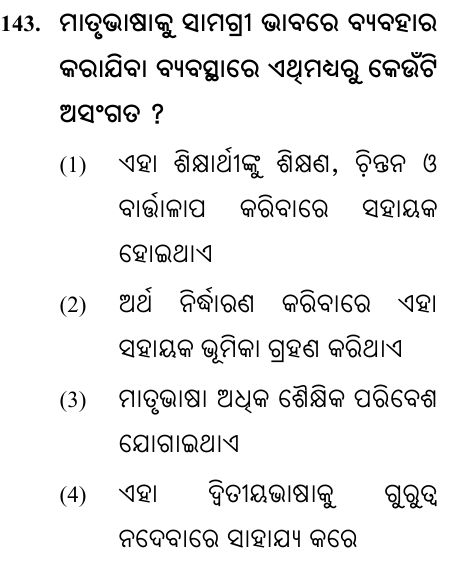 143. ମାତୃଭାଷାକୁ ସାମଗ୍ରୀ ଭାବରେ ବ୍ୟବହାର
କରାଯିବା ବ୍ୟବସ୍ଥାରେ ଏଥିମଧ୍ୟରୁ କେଉଁଟି
ଅସଂଗତ ?
(1) ଏହା ଶିକ୍ଷାର୍ଥୀଙ୍କୁ ଶିକ୍ଷଣ, ଚିନ୍ତନ ଓ
ବାର୍ତ୍ତାଳାପ କରିବାରେ ସହାୟକ
ହୋଇଥାଏ
(2) ଅର୍ଥ ନିର୍ଦ୍ଧାରଣ କରିବାରେ ଏହା
ସହାୟକ ଭୂମିକା ଗ୍ରହଣ କରିଥାଏ
(3) ମାତୃଭାଷା ଅଧିକ ଶୈକ୍ଷିକ ପରିବେଶ
ଯୋଗାଇଥାଏ
(4) ଏହା ଦ୍ୱିତୀୟଭାଷାକୁ ଗୁରୁତ୍ୱ
ନଦେବାରେ ସାହାଯ୍ୟ କରେ